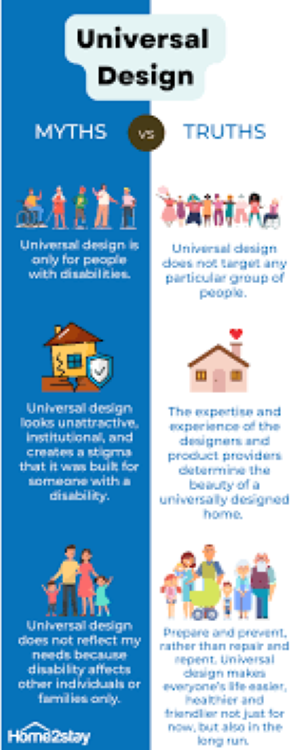 Universal
Design
MYTHS
vs
TRUTHS
Universal design is
only for people
with disabilities.
Universal design
does not target any
particular group of
people.
Universal design
looks unattractive,
institutional, and
creates a stigma
that it was built for
someone with a
disability.
The expertise and
experience of the
designers and
product providers
determine the
beauty of a
universally designed
home.
Universal design
does not reflect my
needs because
disability affects
other individuals or
families only.
Prepare and prevent,
rather than repair and
repent. Universal
design makes
everyone's life easier,
healthier and
friendlier not just for
now, but also in the
long run.
Home2stay